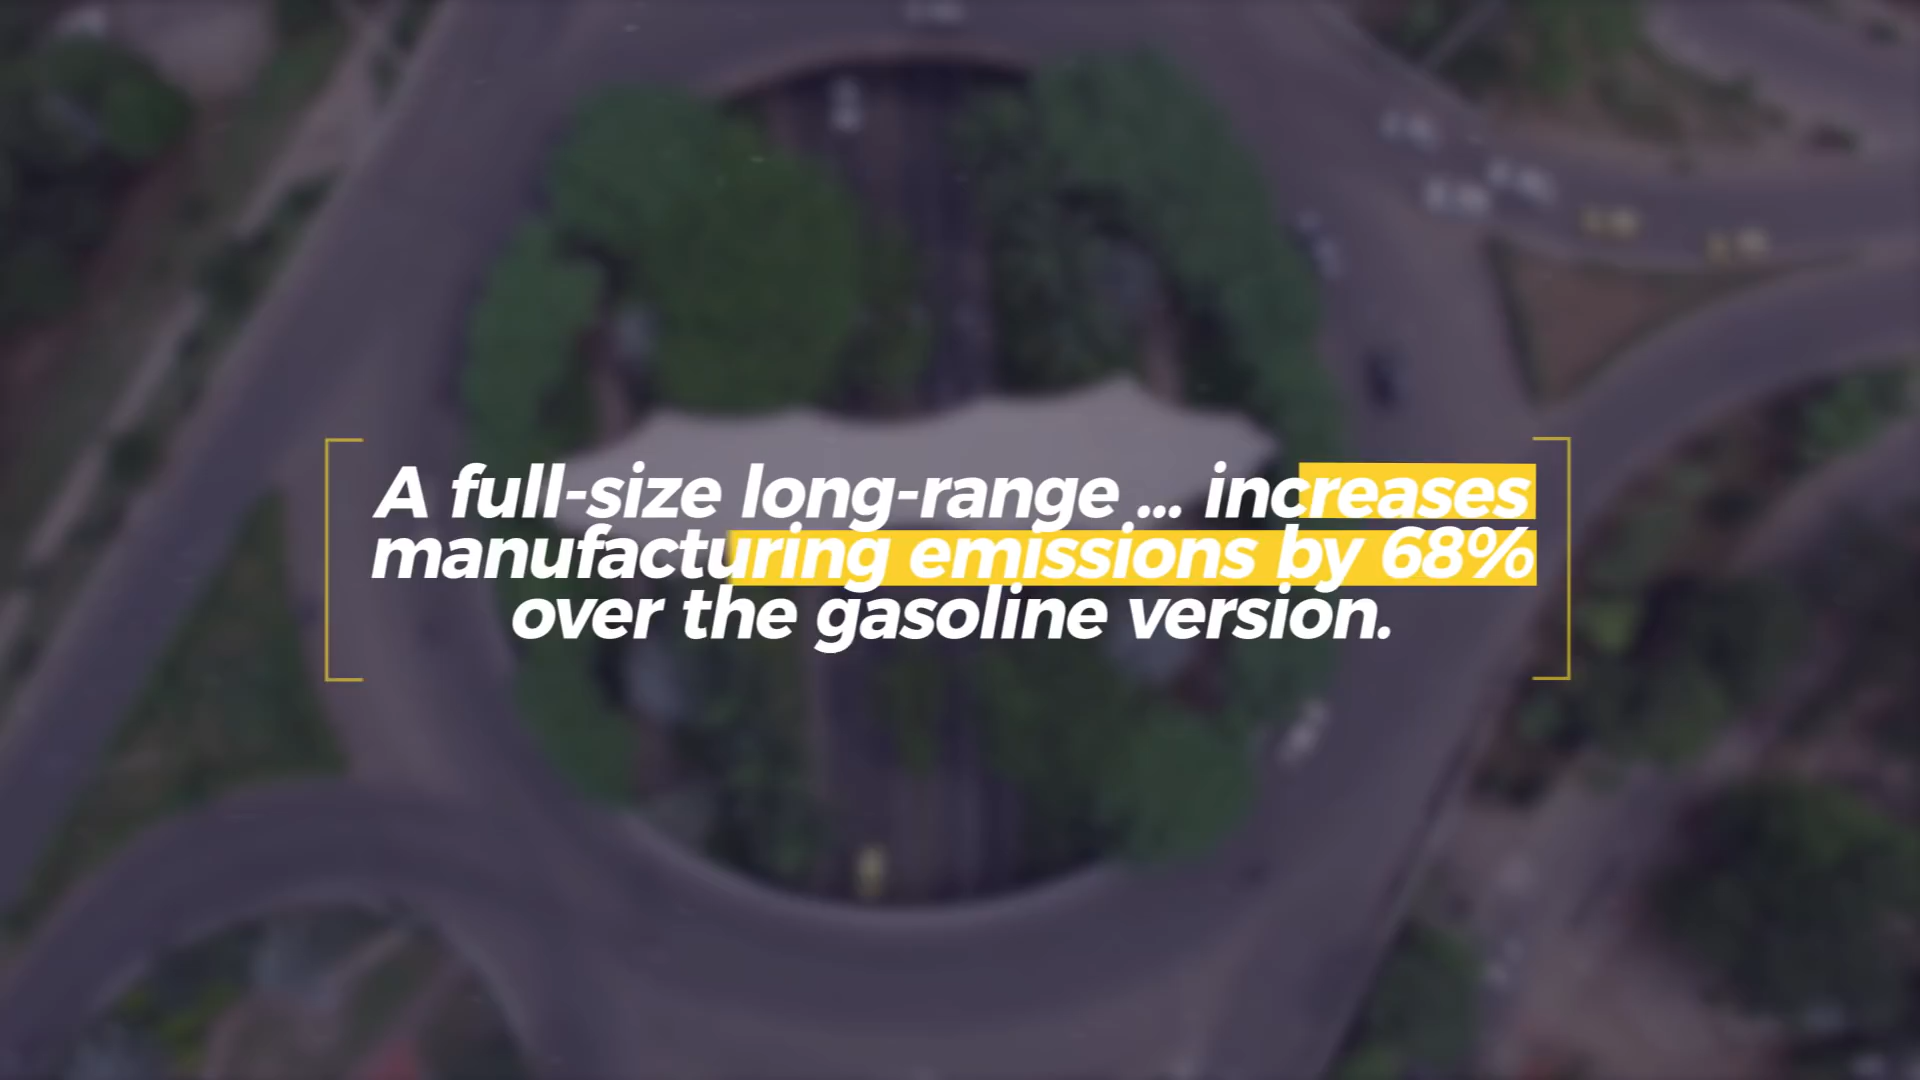 A full-size long-range ... increases
manufacturing emissions by 68%
over the gasoline version.